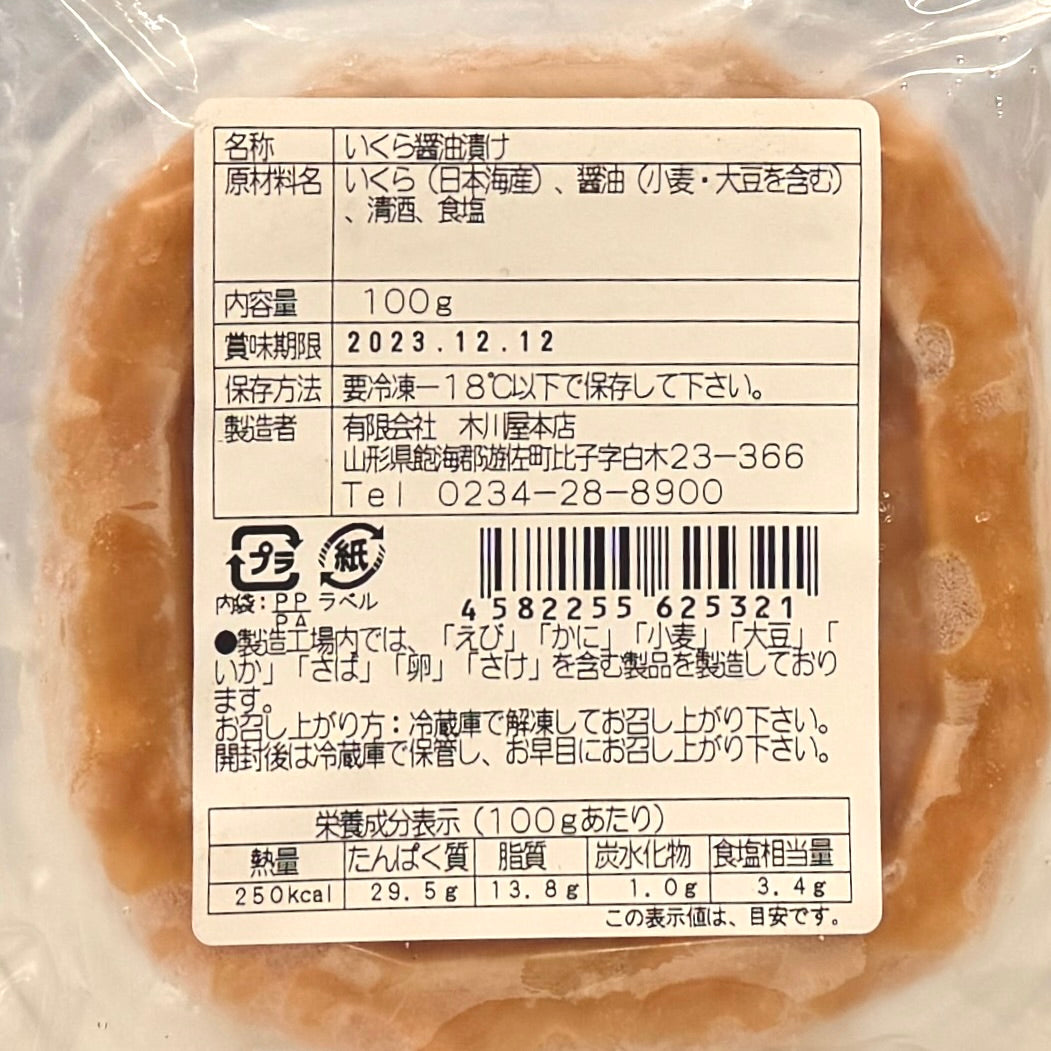 名称 いくら醤油漬け
原材料名 いくら（日本海産）、醤油（小麦・大豆を含む）
、清酒、食塩
内容量 100g
賞味期限 2023.12.12
保存方法 要冷凍－18℃以下で保存して下さい。
製造者 有限会社 木川屋本店
山形県飽海郡遊佐町比子字白木23－366
Tel 0234－28－8900
プラ 紙
内袋：PP ラベル
PA
4 582255 625321
●製造工場内では、「えび」「かに」「小麦」「大豆」「
いか」「さば」「卵」「さけ」を含む製品を製造しており
ます。
お召し上がり方：冷蔵庫で解凍してお召し上がり下さい。
開封後は冷蔵庫で保管し、お早目にお召し上がり下さい。
栄養成分表示（100gあたり）
熱量 たんぱく質 脂質 炭水化物 食塩相当量
250kcal 29.5g 13.8g 1.0g 3.4g
この表示値は、目安です。